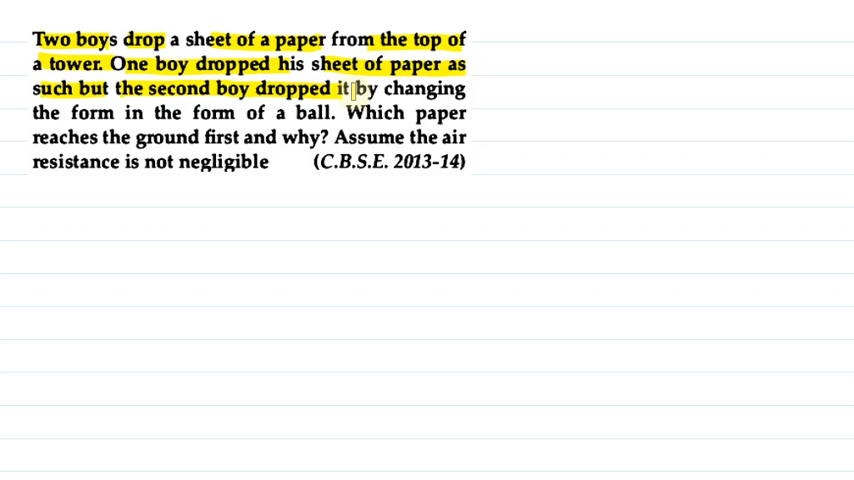 Two boys drop a sheet of a paper from the top of
a tower. One boy dropped his sheet of paper as
such but the second boy dropped it by changing
the form in the form of a ball. Which paper
reaches the ground first and why? Assume the air
resistance is not negligible (C.B.S.E. 2013-14)